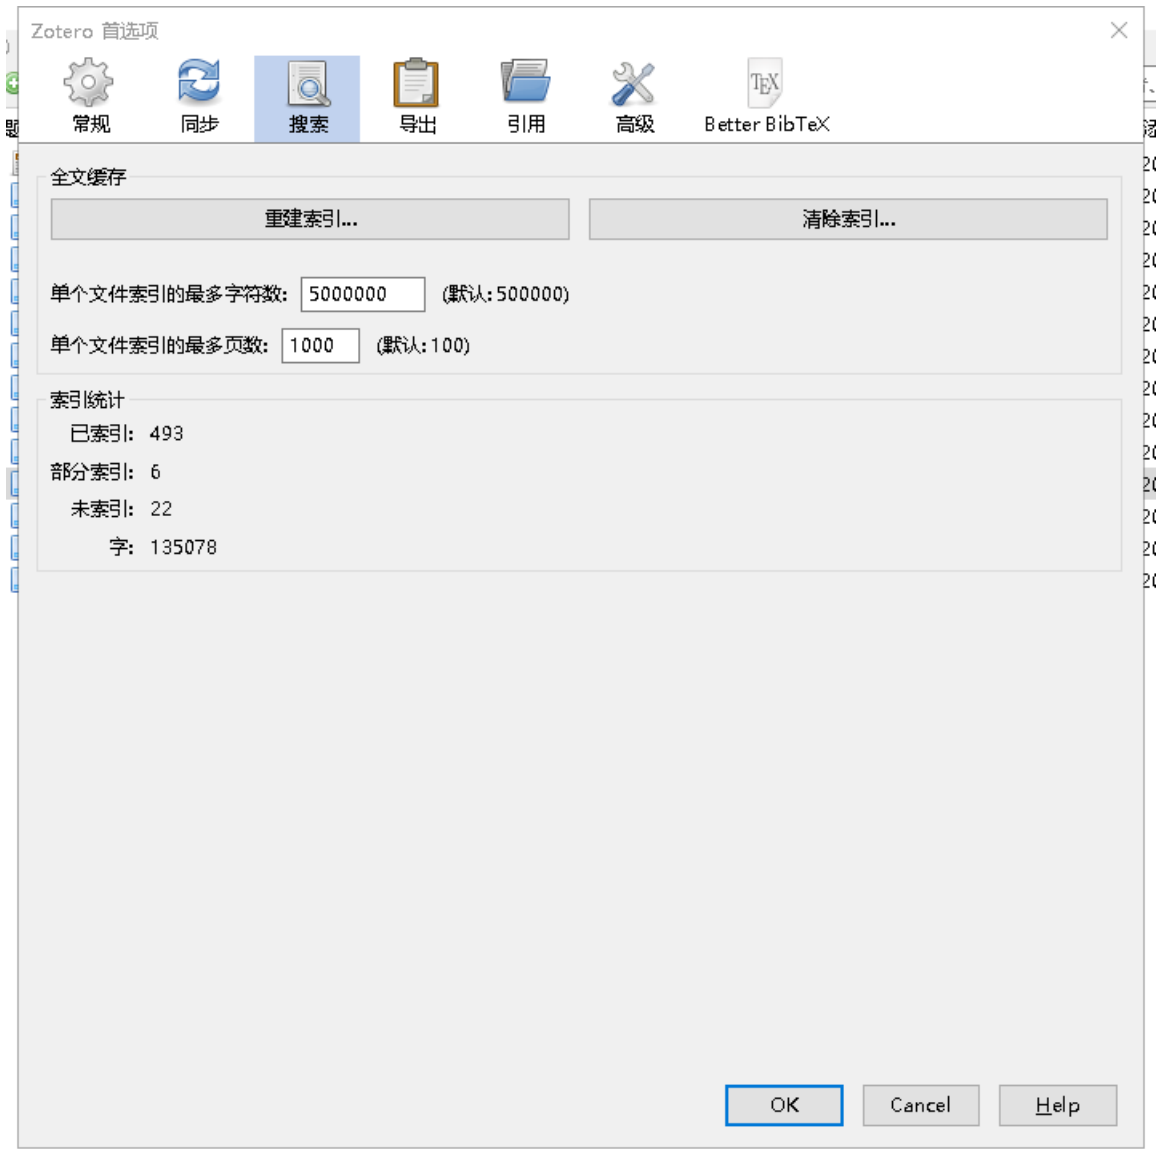 Zotero 首选项
常规 同步 搜索 导出 引用 高级 Better BibTeX
全文缓存
重建索引... 清除索引...
单个文件索引的最多字符数: 5000000 (默认: 500000)
单个文件索引的最多页数: 1000 (默认: 100)
索引统计
已索引: 493
部分索引: 6
未索引: 22
字: 135078
OK Cancel Help